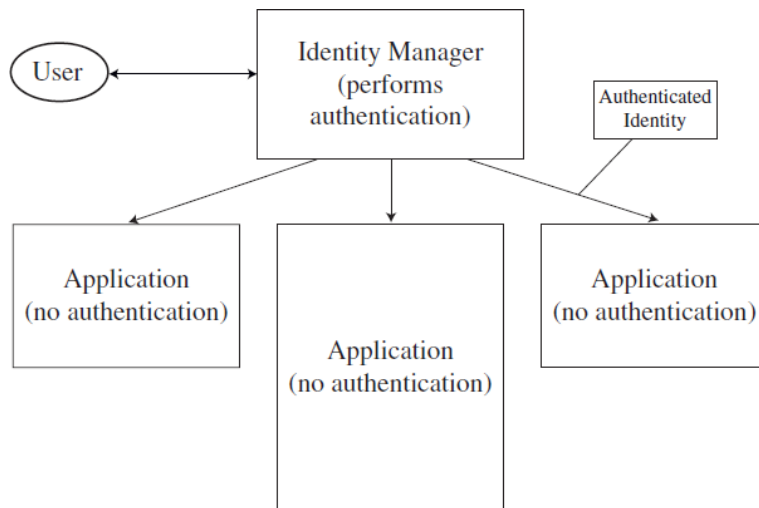 User
Identity Manager
(performs
authentication)
Authenticated
Identity
Application
(no authentication)
Application
(no authentication)
Application
(no authentication)